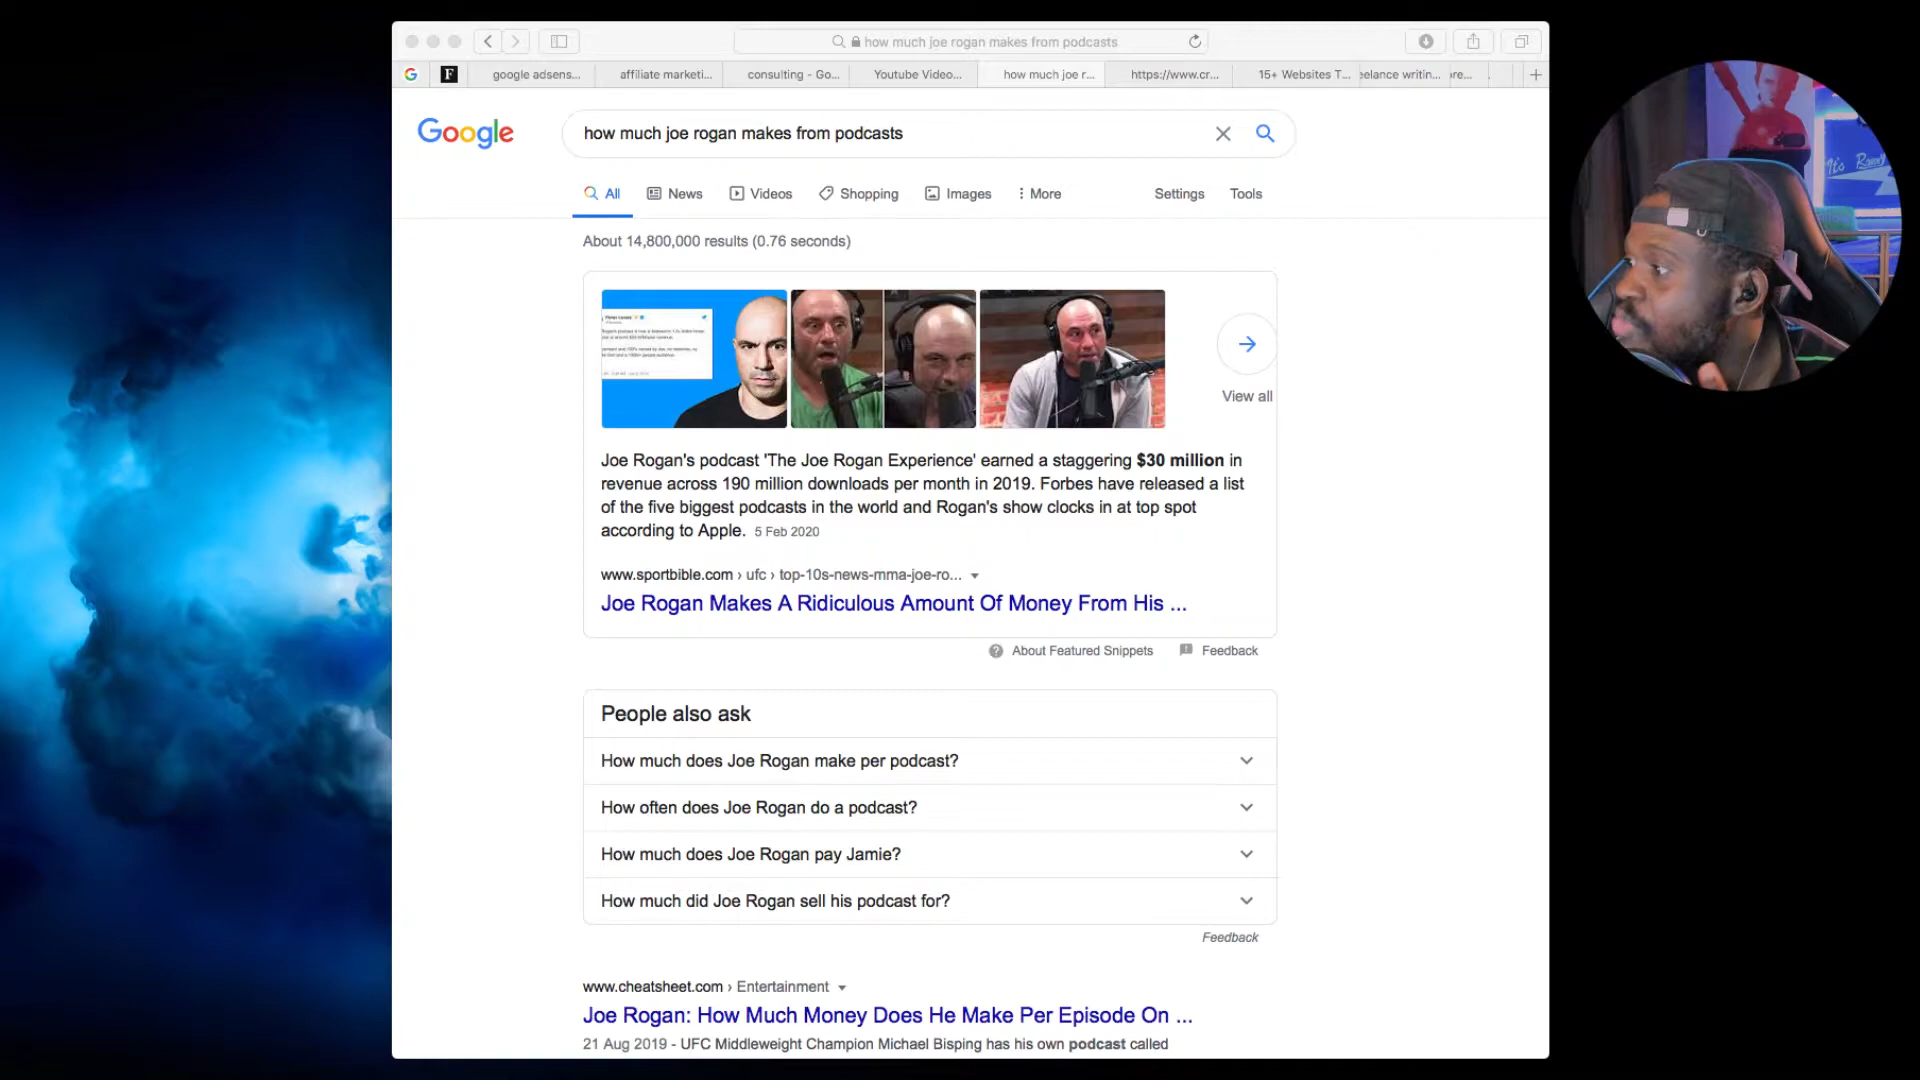 how much joe rogan makes from podcasts
G
F
google adsens...
affiliate marketi...
consulting - Go...
Youtube Video...
how much joe r...
https://www.cr...
15+ Websites T...
eelance writin...
Google
how much joe rogan makes from podcasts
All
News
Videos
Shopping
Images
More
Settings
Tools
About 14,800,000 results (0.76 seconds)
View all
Joe Rogan's podcast 'The Joe Rogan Experience' earned a staggering $30 million in
revenue across 190 million downloads per month in 2019. Forbes have released a list
of the five biggest podcasts in the world and Rogan's show clocks in at top spot
according to Apple. 5 Feb 2020
www.sportbible.com › ufc › top-10s-news-mma-joe-ro...
Joe Rogan Makes A Ridiculous Amount Of Money From His ...
About Featured Snippets
Feedback
People also ask
How much does Joe Rogan make per podcast?
How often does Joe Rogan do a podcast?
How much does Joe Rogan pay Jamie?
How much did Joe Rogan sell his podcast for?
Feedback
www.cheatsheet.com › Entertainment
Joe Rogan: How Much Money Does He Make Per Episode On ...
21 Aug 2019 - UFC Middleweight Champion Michael Bisping has his own podcast called
It's